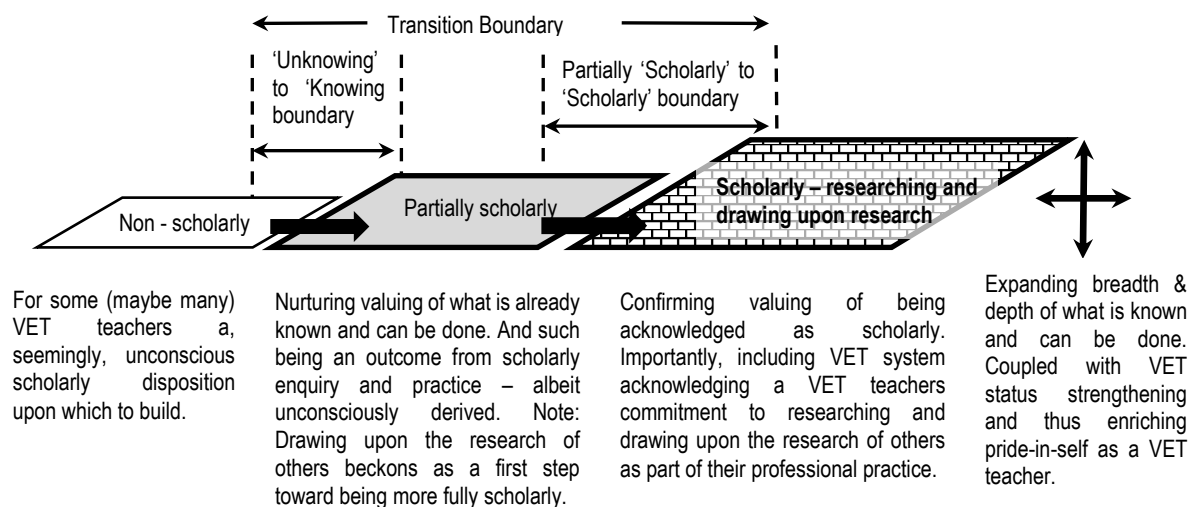 Transition Boundary
‘Unknowing’
to ‘Knowing
boundary
Partially ‘Scholarly’ to
‘Scholarly’ boundary
Non - scholarly
Partially scholarly
Scholarly – researching and
drawing upon research
For some (maybe many)
VET teachers a,
seemingly, unconscious
scholarly disposition
upon which to build.
Nurturing valuing of what is already
known and can be done. And such
being an outcome from scholarly
enquiry and practice – albeit
unconsciously derived. Note:
Drawing upon the research of
others beckons as a first step
toward being more fully scholarly.
Confirming valuing of being
acknowledged as scholarly.
Importantly, including VET system
acknowledging a VET teachers
commitment to researching and
drawing upon the research of others
as part of their professional practice.
Expanding breadth &
depth of what is known
and can be done.
Coupled with VET
status strengthening
and thus enriching
pride-in-self as a VET
teacher.